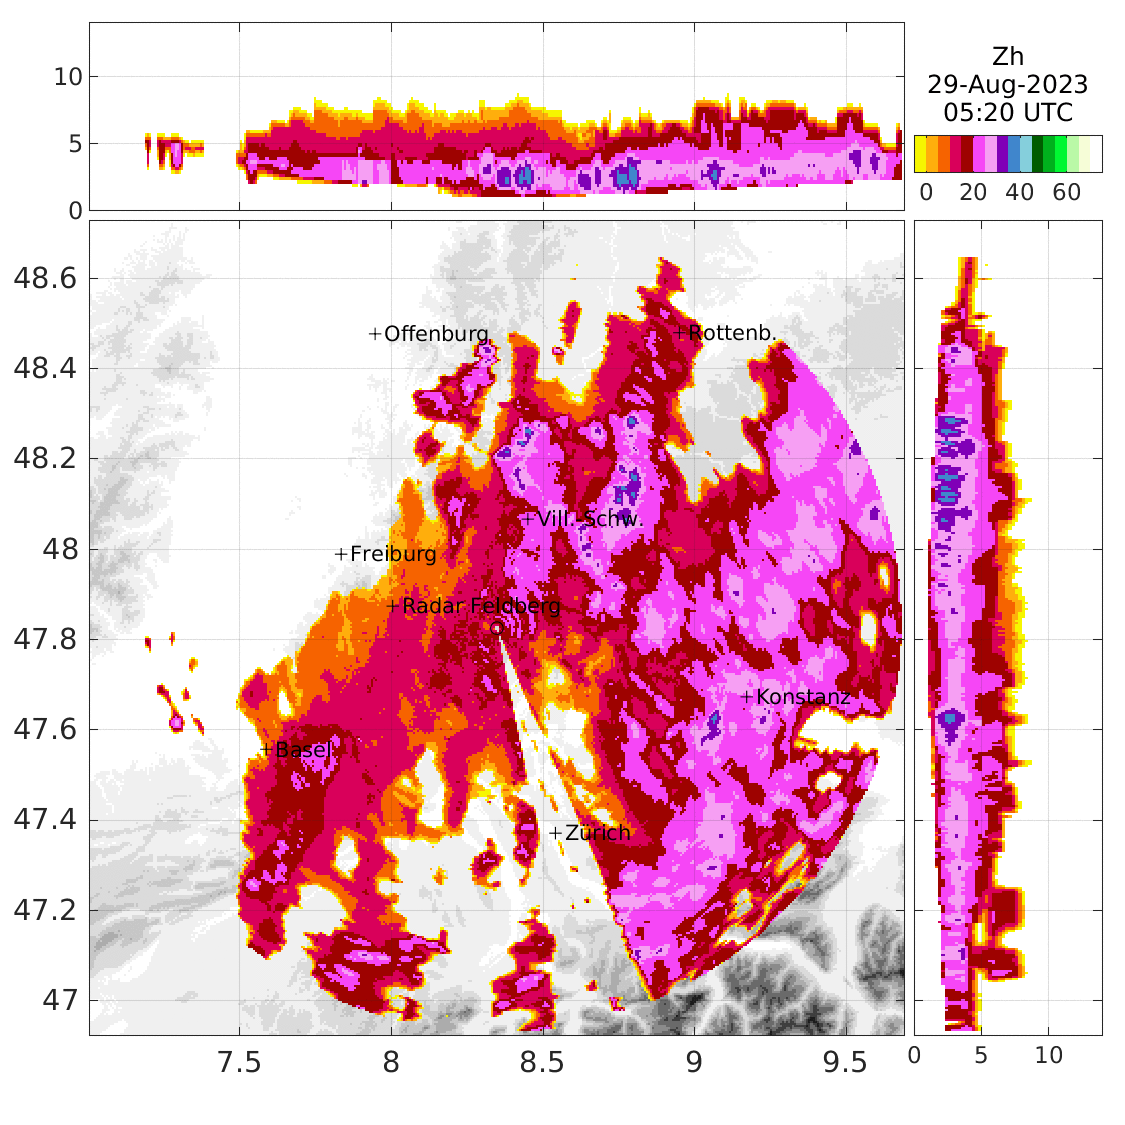 10
5
0
Zh
29-Aug-2023
05:20 UTC
0 20 40 60
48.6
48.4
48.2
48
47.8
47.6
47.4
47.2
47
+Offenburg
+Rottenb.
+Vill.-Schw.
+Freiburg
+Radar Feldberg
+Konstanz
+Basel
+Zürich
7.5 8 8.5 9 9.5
0 5 10